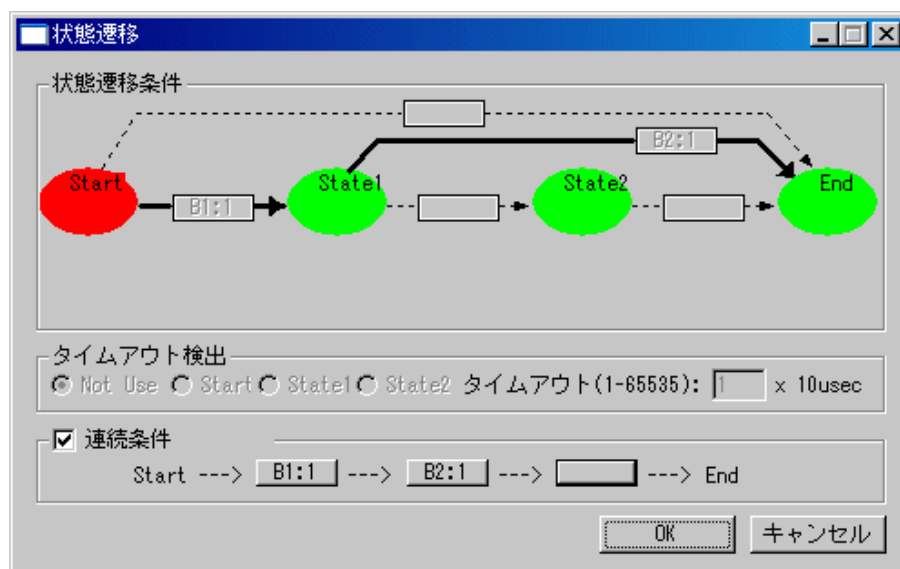 状態遷移
状態遷移条件
B2:1
Start State1 State2 End
B1:1
タイムアウト検出
Not Use Start State1 State2 タイムアウト(1-65535): 1 x 10usec
連続条件
Start ---> B1:1 ---> B2:1 ---> ---> End
OK キャンセル